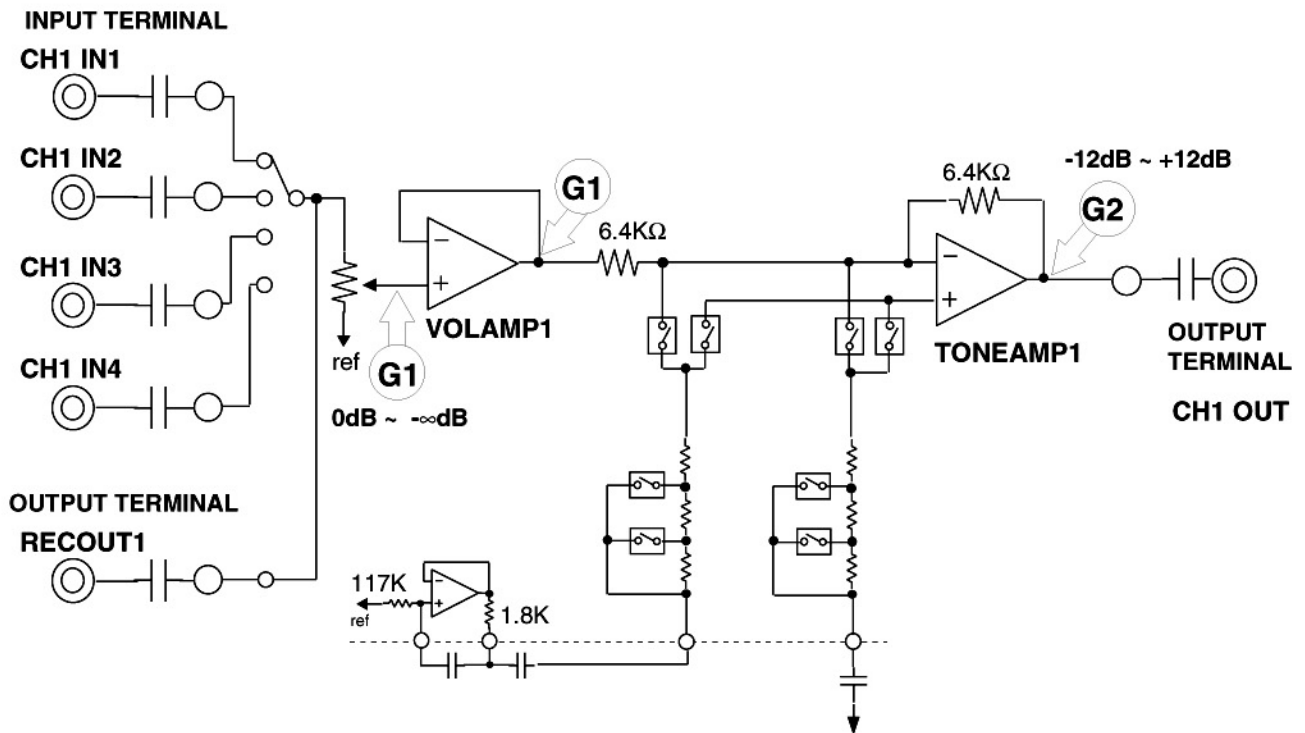 INPUT TERMINAL
CH1 IN1
CH1 IN2
CH1 IN3
CH1 IN4
OUTPUT TERMINAL
RECOUT1
ref
G1
0dB ~ -∞dB
−
+
VOLAMP1
G1
6.4KΩ
6.4KΩ
-12dB ~ +12dB
G2
−
+
TONEAMP1
OUTPUT
TERMINAL
CH1 OUT
117K
ref
−
+
1.8K